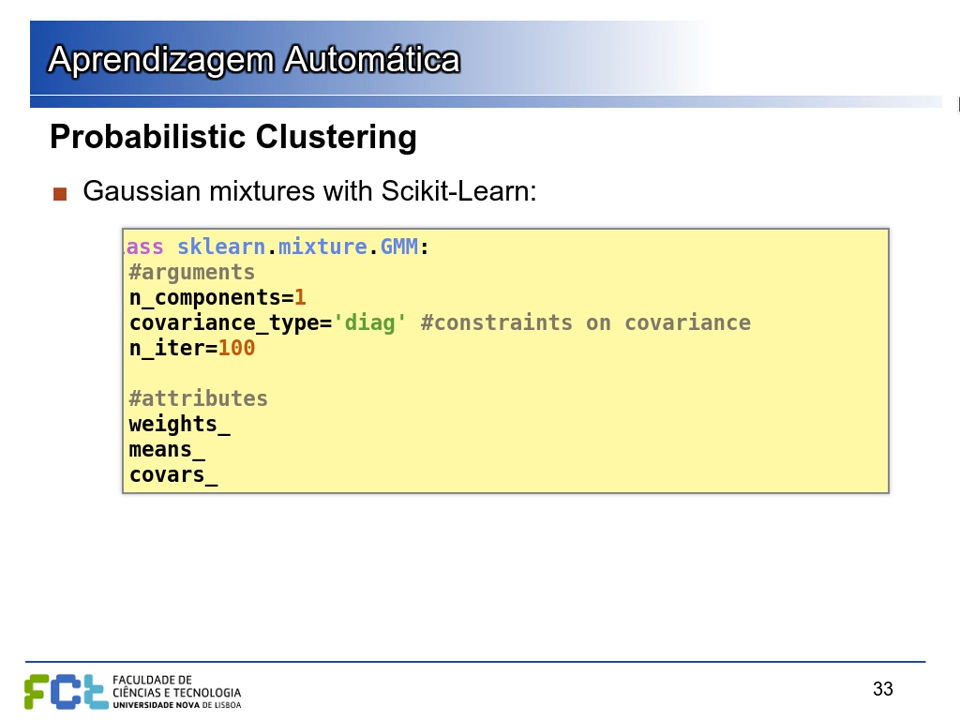 Aprendizagem Automática
Probabilistic Clustering
Gaussian mixtures with Scikit-Learn:
ass sklearn.mixture.GMM:
#arguments
n_components=1
covariance_type='diag' #constraints on covariance
n_iter=100
#attributes
weights_
means_
covars_
FCt
FACULDADE DE
CIÊNCIAS E TECNOLOGIA
UNIVERSIDADE NOVA DE LISBOA
33